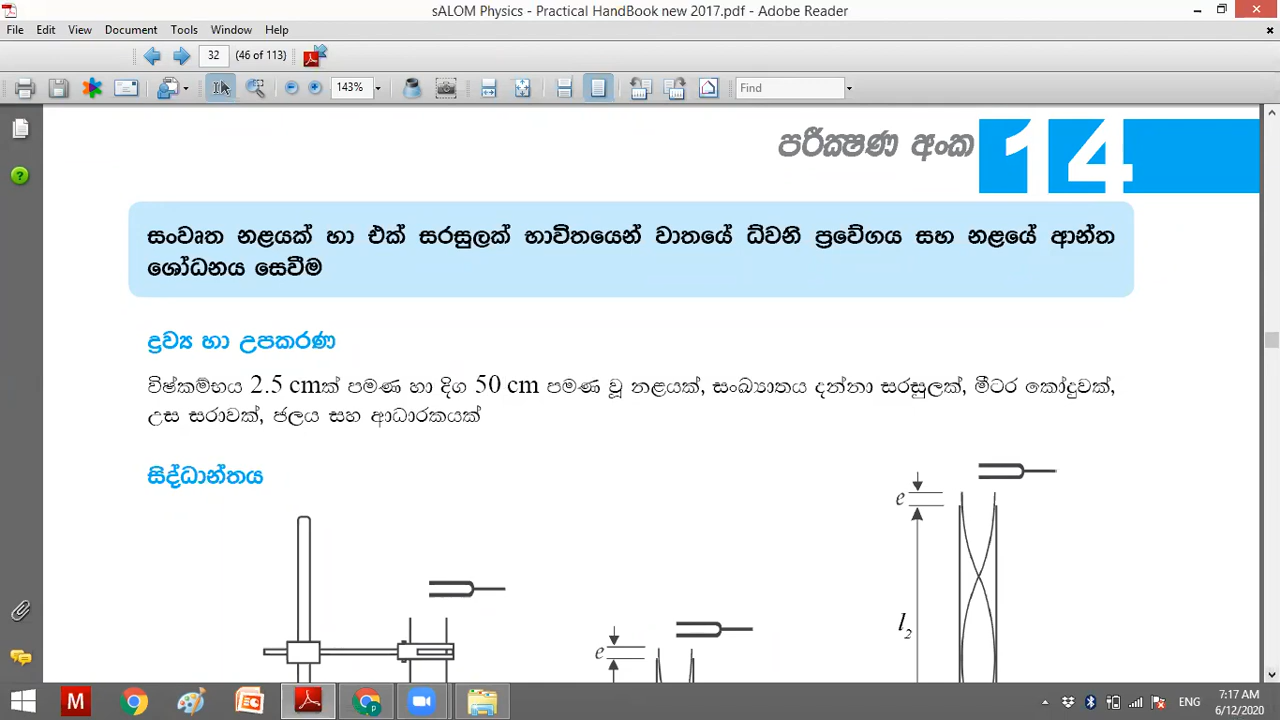 sALOM Physics - Practical HandBook new 2017.pdf - Adobe Reader
File Edit View Document Tools Window Help
32 (46 of 113)
143% Find
පරීක්ෂණ අංක 14
සංවෘත නළයක් හා එක් සරසුලක් භාවිතයෙන් වාතයේ ධ්වනි ප්‍රවේගය සහ නළයේ ආන්ත
ශෝධනය සෙවීම
ද්‍රව්‍ය හා උපකරණ
විෂ්කම්භය 2.5 cmක් පමණ හා දිග 50 cm පමණ වූ නළයක්, සංඛ්‍යාතය දන්නා සරසුලක්, මීටර කෝදුවක්,
උස සරාවක්, ජලය සහ ආධාරකයක්
සිද්ධාන්තය
e
l2
e
ENG
7:17 AM
6/12/2020